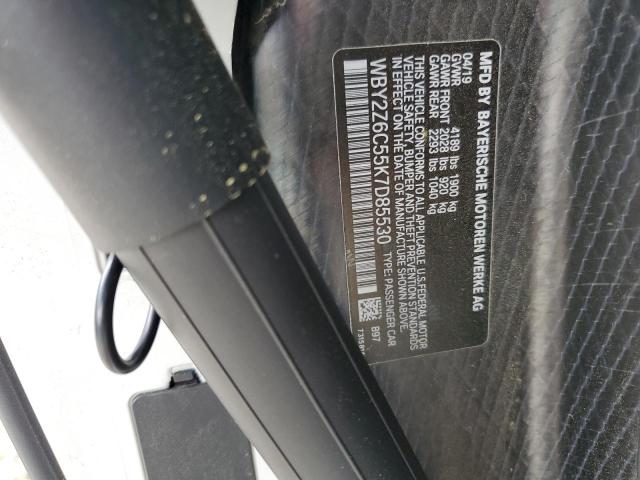 MFD BY BAYERISCHE MOTOREN WERKE AG
04/19
GVWR 4189 lbs 1900 kg
GAWR FRONT 2028 lbs 920 kg
GAWR REAR 2293 lbs 1040 kg
THIS VEHICLE CONFORMS TO ALL APPLICABLE U.S. FEDERAL MOTOR
VEHICLE SAFETY, BUMPER AND THEFT PREVENTION STANDARDS
IN EFFECT ON THE DATE OF MANUFACTURE SHOWN ABOVE.
WBY2Z6C55K7D85530 TYPE: PASSENGER CAR
B97